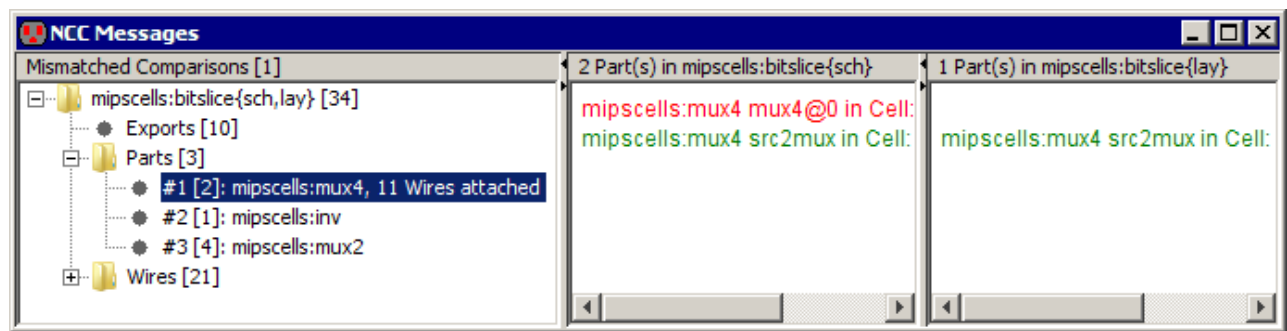 NCC Messages
Mismatched Comparisons [1]
mipscells:bitslice{sch,lay} [34]
Exports [10]
Parts [3]
#1 [2]: mipscells:mux4, 11 Wires attached
#2 [1]: mipscells:inv
#3 [4]: mipscells:mux2
Wires [21]
2 Part(s) in mipscells:bitslice{sch}
mipscells:mux4 mux4@0 in Cell:
mipscells:mux4 src2mux in Cell:
1 Part(s) in mipscells:bitslice{lay}
mipscells:mux4 src2mux in Cell: